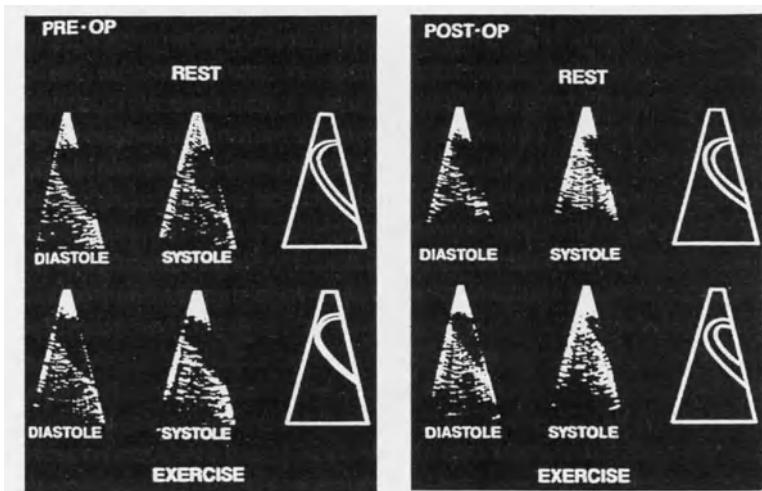 PRE-OP
REST
DIASTOLE SYSTOLE
DIASTOLE SYSTOLE
EXERCISE
POST-OP
REST
DIASTOLE SYSTOLE
DIASTOLE SYSTOLE
EXERCISE